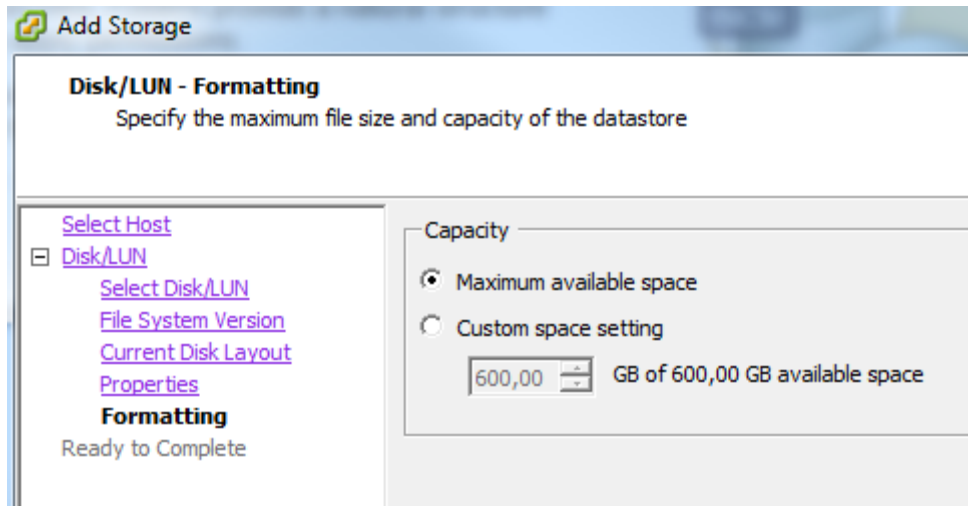 Add Storage
Disk/LUN - Formatting
Specify the maximum file size and capacity of the datastore
Select Host
Disk/LUN
Select Disk/LUN
File System Version
Current Disk Layout
Properties
Formatting
Ready to Complete
Capacity
Maximum available space
Custom space setting
600,00 GB of 600,00 GB available space